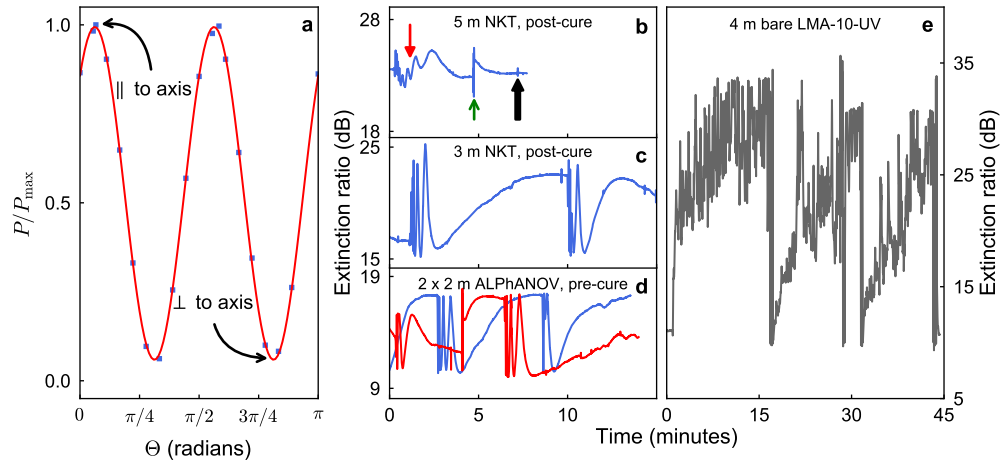 a
1.0
0.5
0.0
P/Pmax
∥ to axis
⊥ to axis
0
π/4
π/2
3π/4
π
Θ (radians)
5 m NKT, post-cure
b
28
18
3 m NKT, post-cure
c
25
15
2 x 2 m ALPhANOV, pre-cure
d
19
9
Extinction ratio (dB)
0
5
10
4 m bare LMA-10-UV
e
35
25
15
5
Extinction ratio (dB)
0
15
30
45
Time (minutes)